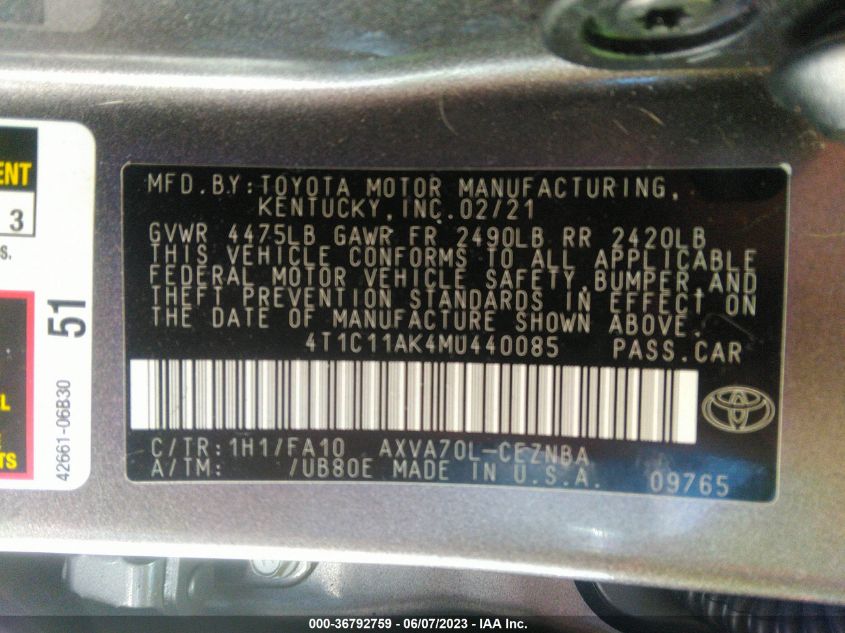 MFD.BY:TOYOTA MOTOR MANUFACTURING,
KENTUCKY,INC.02/21
GVWR 4475LB GAWR FR 2490LB RR 2420LB
THIS VEHICLE CONFORMS TO ALL APPLICABLE
FEDERAL MOTOR VEHICLE SAFETY,BUMPER,AND
THEFT PREVENTION STANDARDS IN EFFECT ON
THE DATE OF MANUFACTURE SHOWN ABOVE.
4T1C11AK4MU440085 PASS.CAR
C/TR:1H1/FA10 AXVA70L-CEZNBA
A/TM: /UB80E MADE IN U.S.A. 09765
ENT
3
S.
51
42661-06B30
L
E
TS
000-36792759 — 06/07/2023 — IAA Inc.